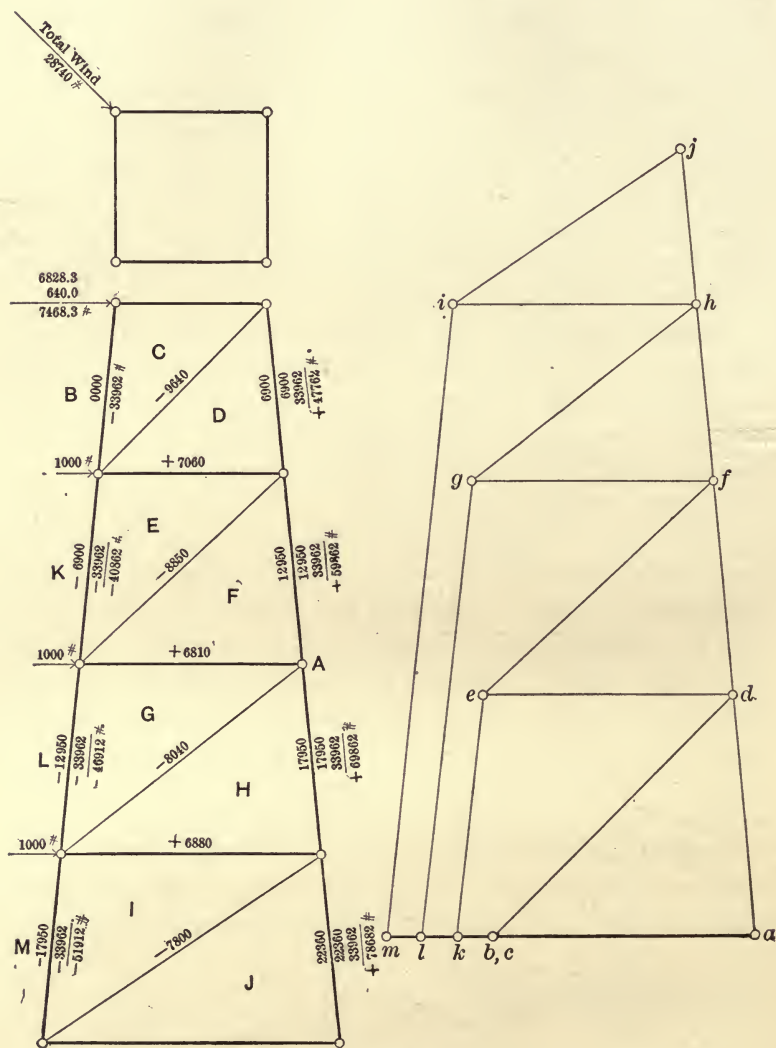 Total Wind
28740 #
6828.3
640.0
7468.3 #
C
B
0000
-33962 #
-9640
D
6900
6900
33962
+47762 #
1000 #
+7060
E
K
-6900
-33962
-40862 #
-8850
F
12950
12950
33962
+59862 #
1000 #
+6810
A
G
L
-12950
-33962
-46912 #
-8040
H
17950
17950
33962
+69862 #
1000 #
+6880
I
M
-17950
-33962
-51912 #
-7800
J
22360
22360
33962
+78682 #
j
i
h
g
f
e
d
m
l
k
b, c
a